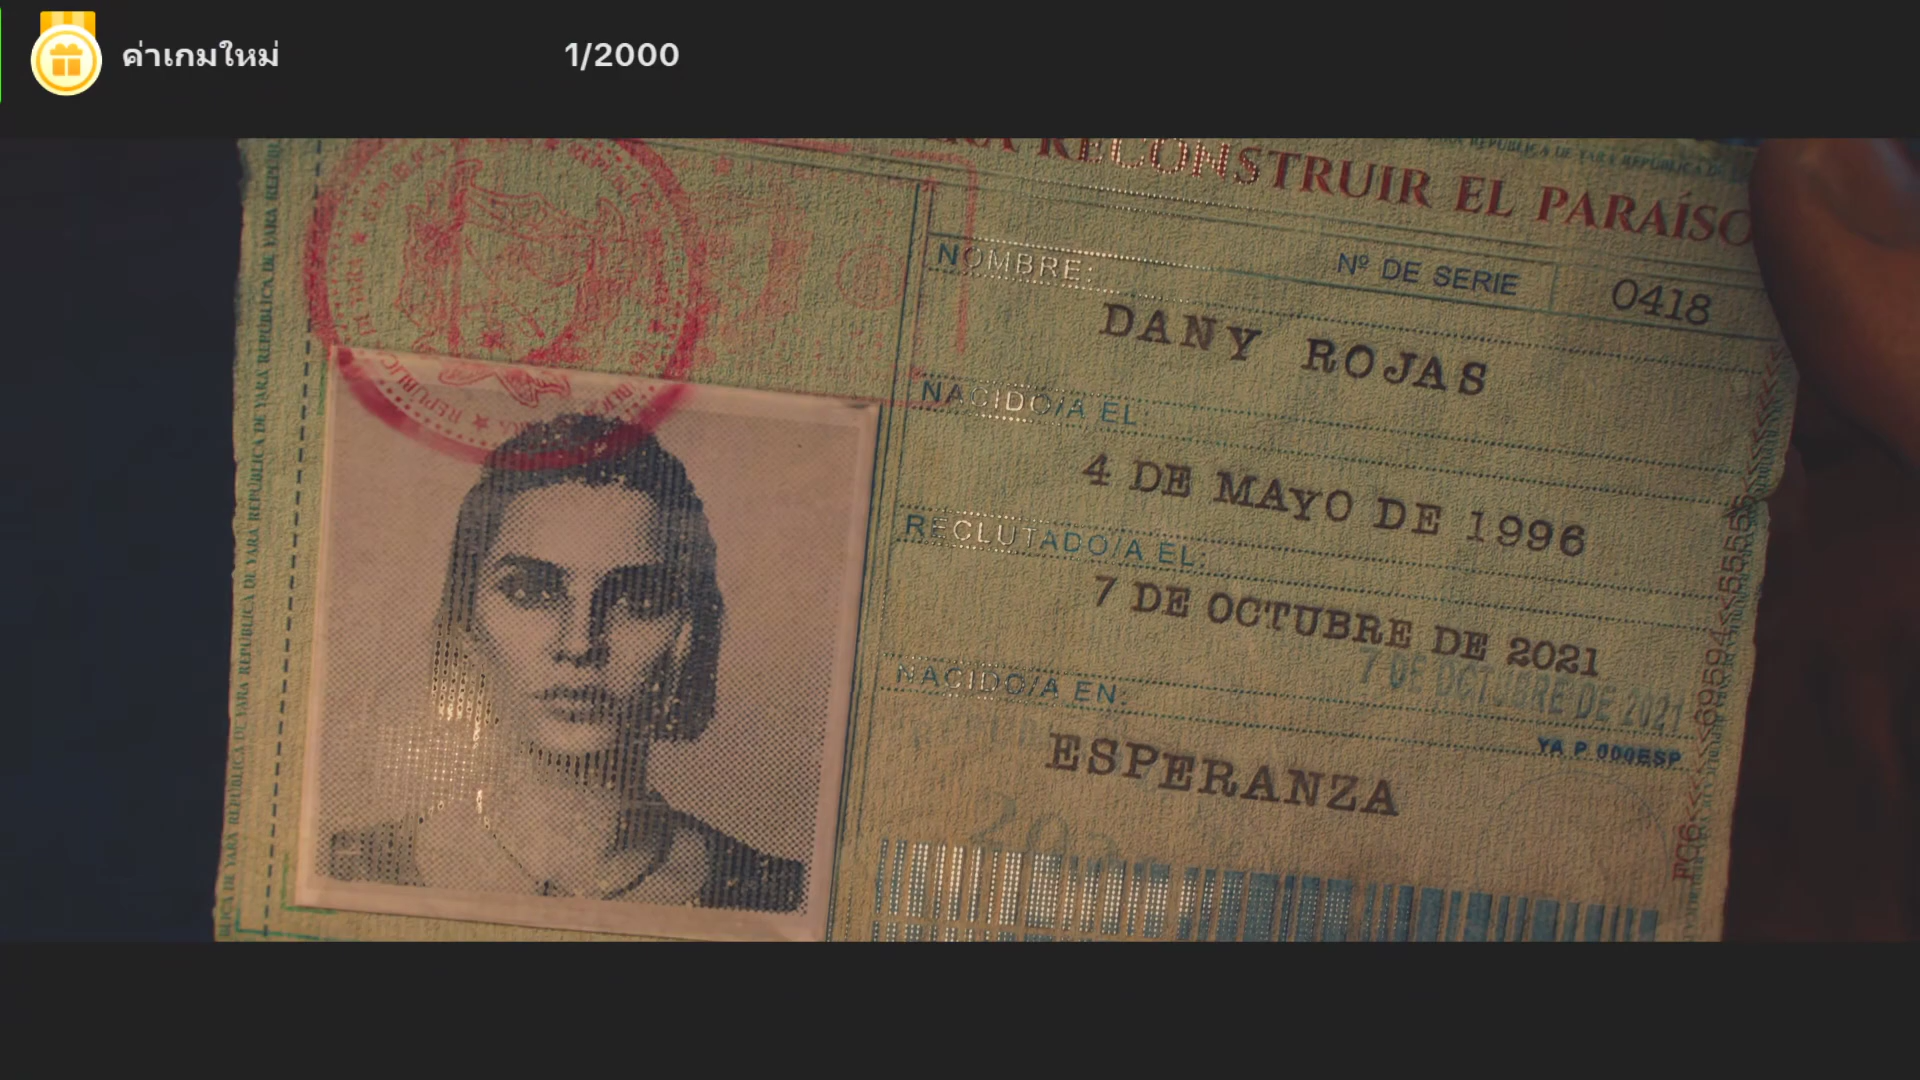 ค่าเกมใหม่ 1/2000
RECONSTRUIR EL PARAÍSO
NOMBRE: Nº DE SERIE 0418
DANY ROJAS
NACIDO/A EL:
4 DE MAYO DE 1996
RECLUTADO/A EL:
7 DE OCTUBRE DE 2021
7 DE OCTUBRE DE 2021
NACIDO/A EN:
YA P 000ESP
ESPERANZA